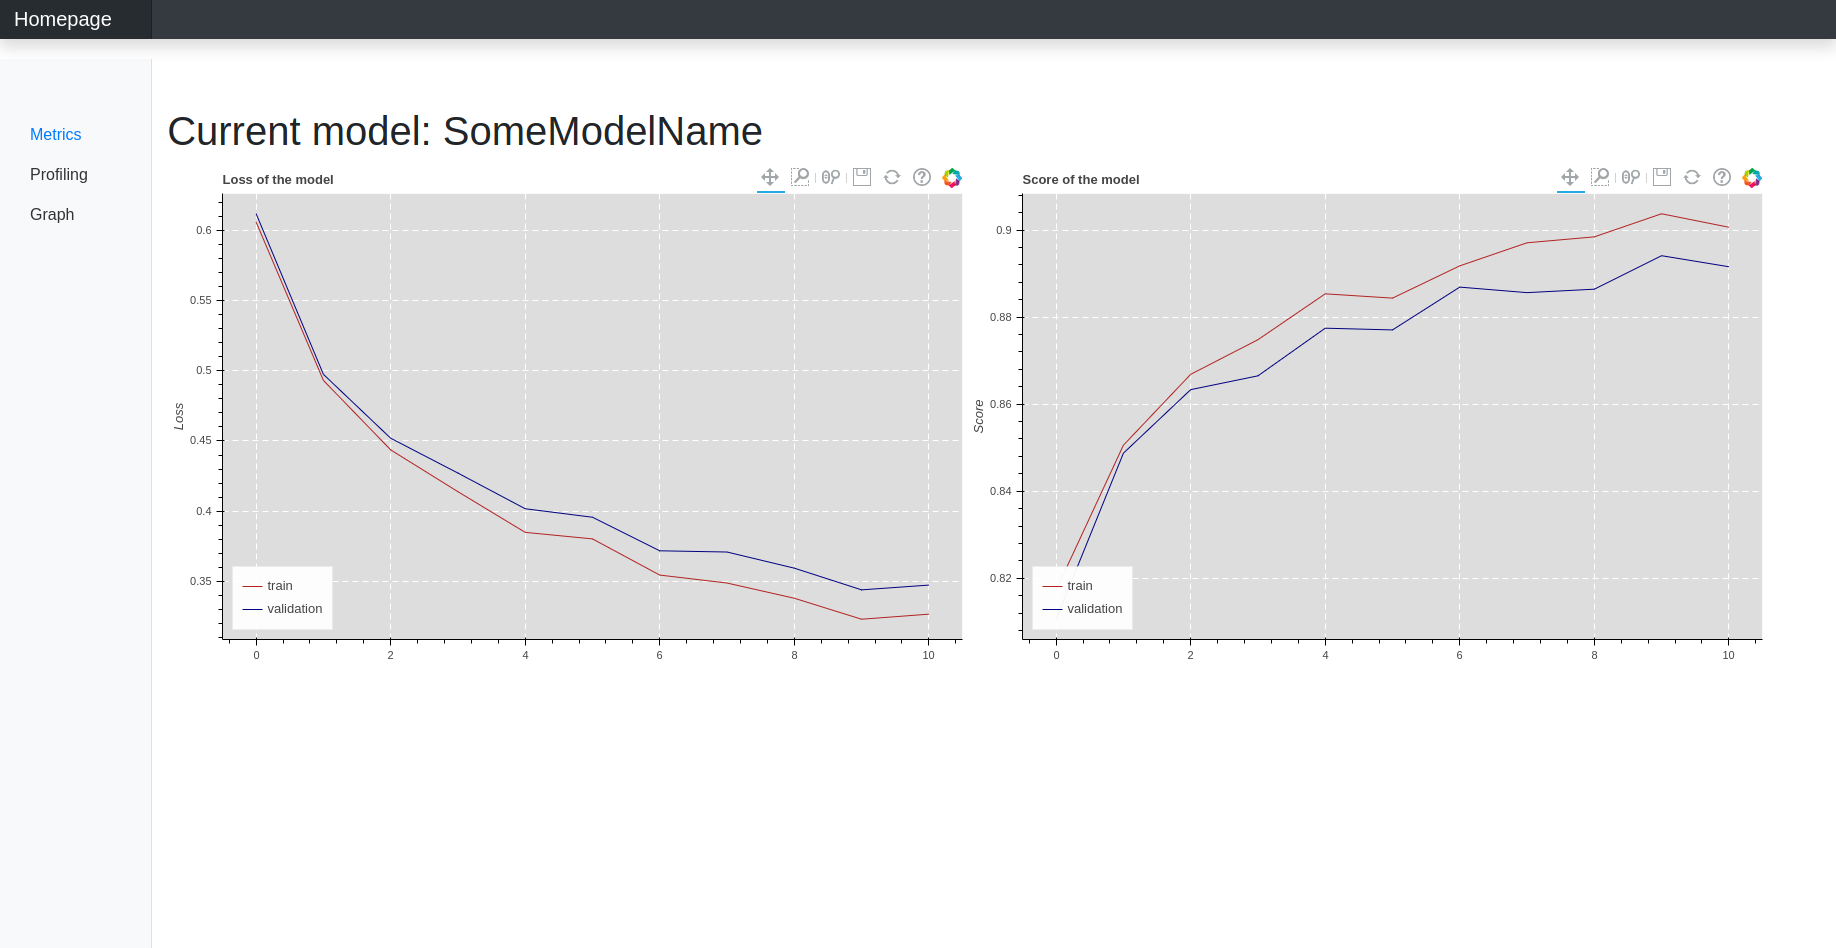 Homepage
Metrics
Profiling
Graph
Current model: SomeModelName
Loss of the model
0.6
0.55
0.5
0.45
0.4
0.35
Loss
train
validation
0 2 4 6 8 10
Score of the model
0.9
0.88
0.86
0.84
0.82
Score
train
validation
0 2 4 6 8 10